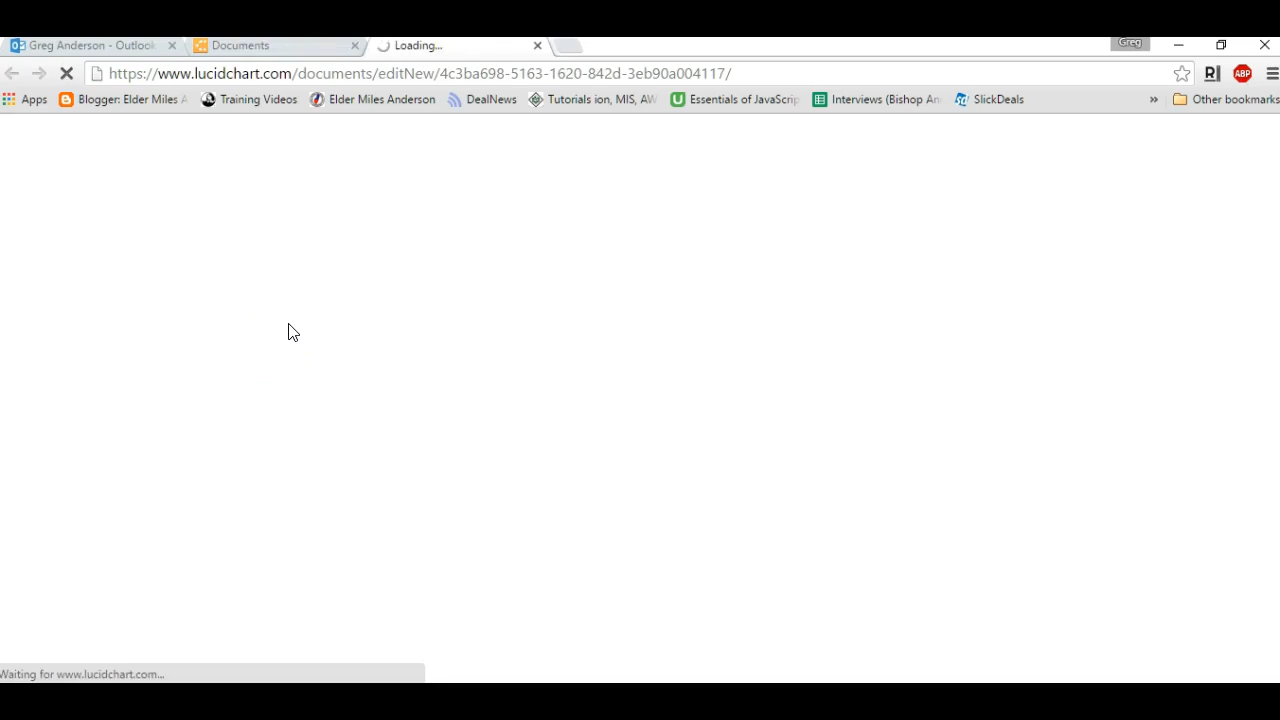 Greg Anderson - Outlook Documents Loading... Greg
https://www.lucidchart.com/documents/editNew/4c3ba698-5163-1620-842d-3eb90a004117/ R| ABP
Apps Blogger: Elder Miles A Training Videos Elder Miles Anderson DealNews Tutorials ion, MIS, AW Essentials of JavaScrip Interviews (Bishop An SlickDeals » Other bookmarks
Waiting for www.lucidchart.com...